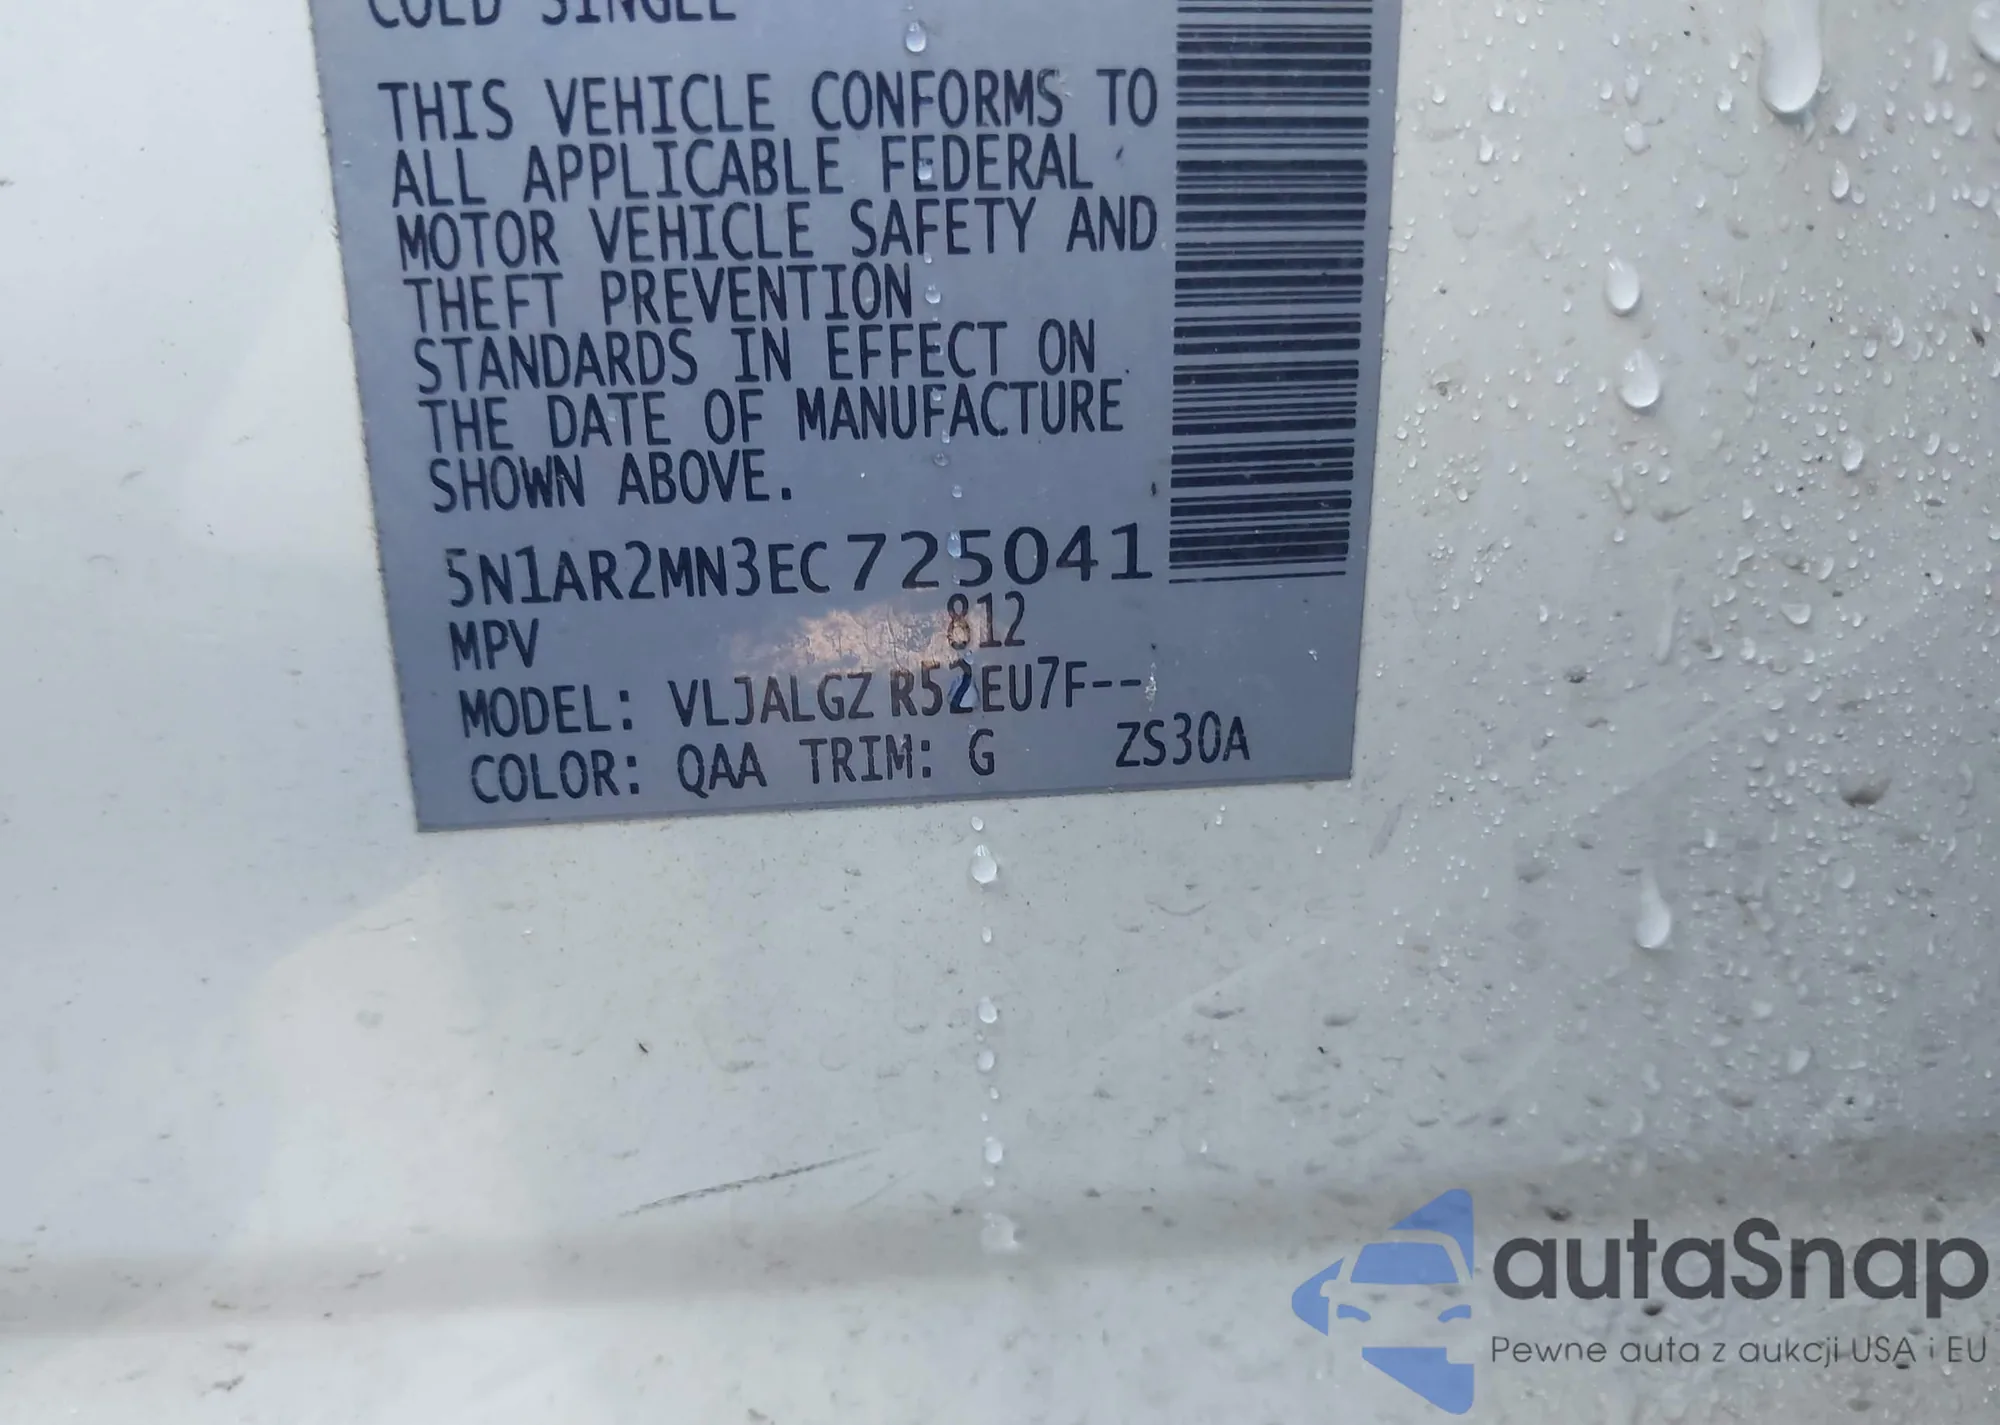 COLD SINGLE
THIS VEHICLE CONFORMS TO
ALL APPLICABLE FEDERAL
MOTOR VEHICLE SAFETY AND
THEFT PREVENTION
STANDARDS IN EFFECT ON
THE DATE OF MANUFACTURE
SHOWN ABOVE.
5N1AR2MN3EC725041
MPV 812
MODEL: VLJALGZ R52EU7F--
COLOR: QAA TRIM: G ZS30A
autaSnap
Pewne auta z aukcji USA i EU